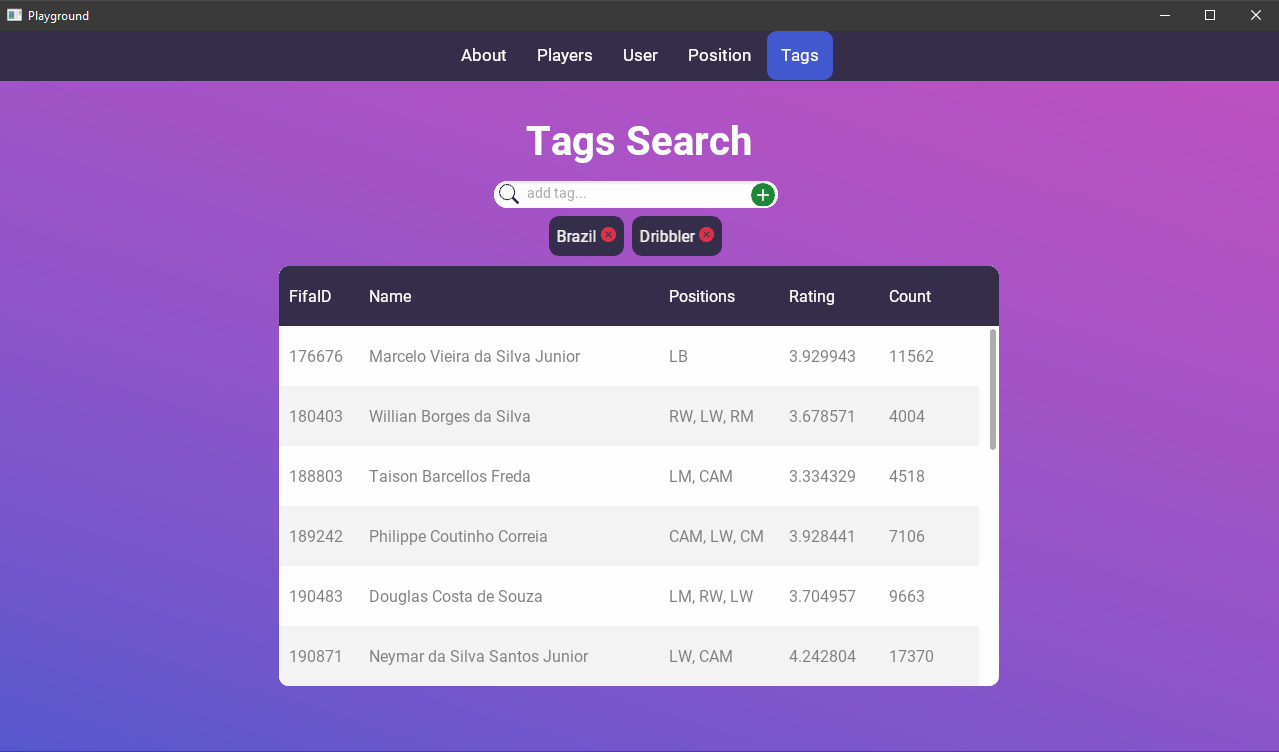 Playground
About Players User Position Tags
Tags Search
add tag...
Brazil Dribbler
FifaID Name Positions Rating Count
176676 Marcelo Vieira da Silva Junior LB 3.929943 11562
180403 Willian Borges da Silva RW, LW, RM 3.678571 4004
188803 Taison Barcellos Freda LM, CAM 3.334329 4518
189242 Philippe Coutinho Correia CAM, LW, CM 3.928441 7106
190483 Douglas Costa de Souza LM, RW, LW 3.704957 9663
190871 Neymar da Silva Santos Junior LW, CAM 4.242804 17370